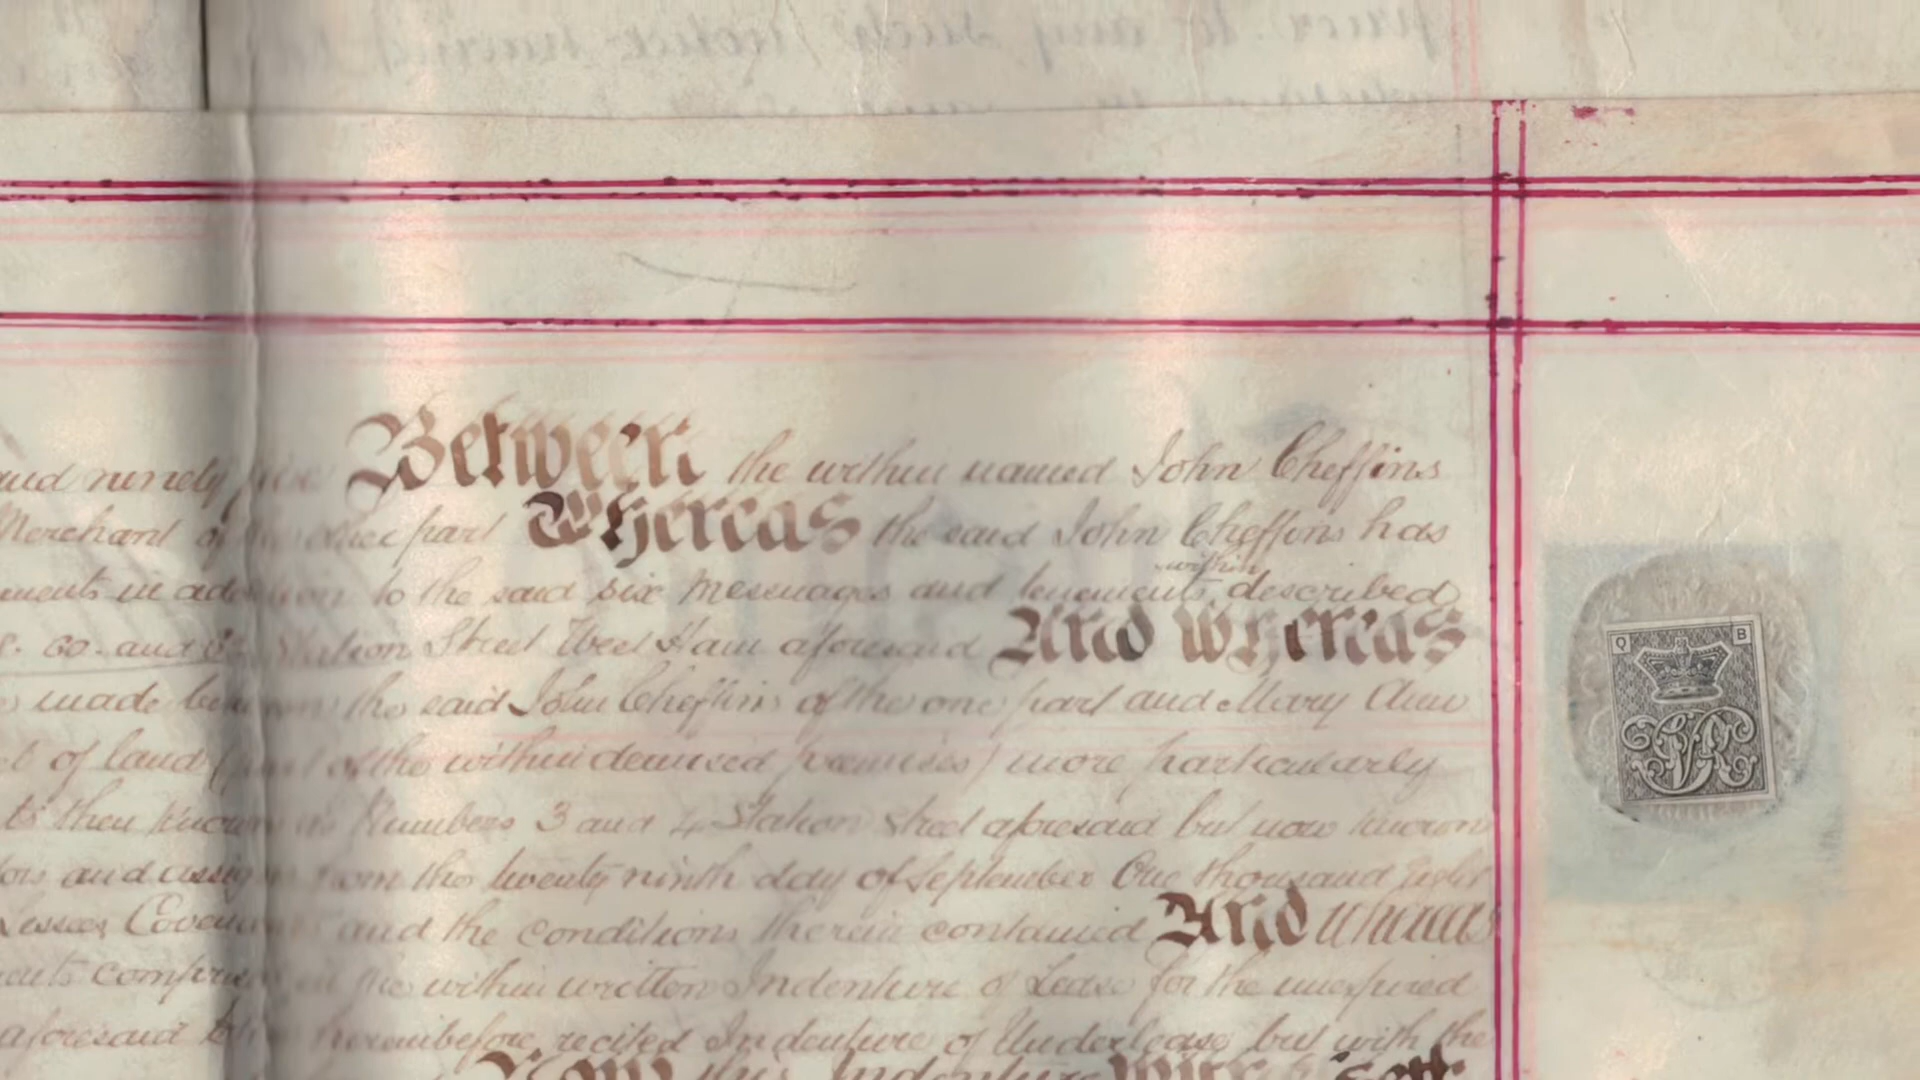 and ninety Between the within named John Cheffins
Merchant of the other part Whereas the said John Cheffins has
within
ments in addition to the said six messuages and tenements described
60. and Station Street West Ham aforesaid And Whereas
made between the said John Cheffins of the one part and Mary Ann
of land (part of the within demised premises) more particularly
then known as Numbers 3 and 4 Station Street aforesaid but now known
and assigns from the twenty ninth day of September One thousand eight
Lessees Covenants and the conditions therein contained And whereas
comprised in the within written Indenture of Lease for the unexpired
aforesaid hereinbefore recited Indenture of Underlease but with the
Now this Indenture
Q B
VR